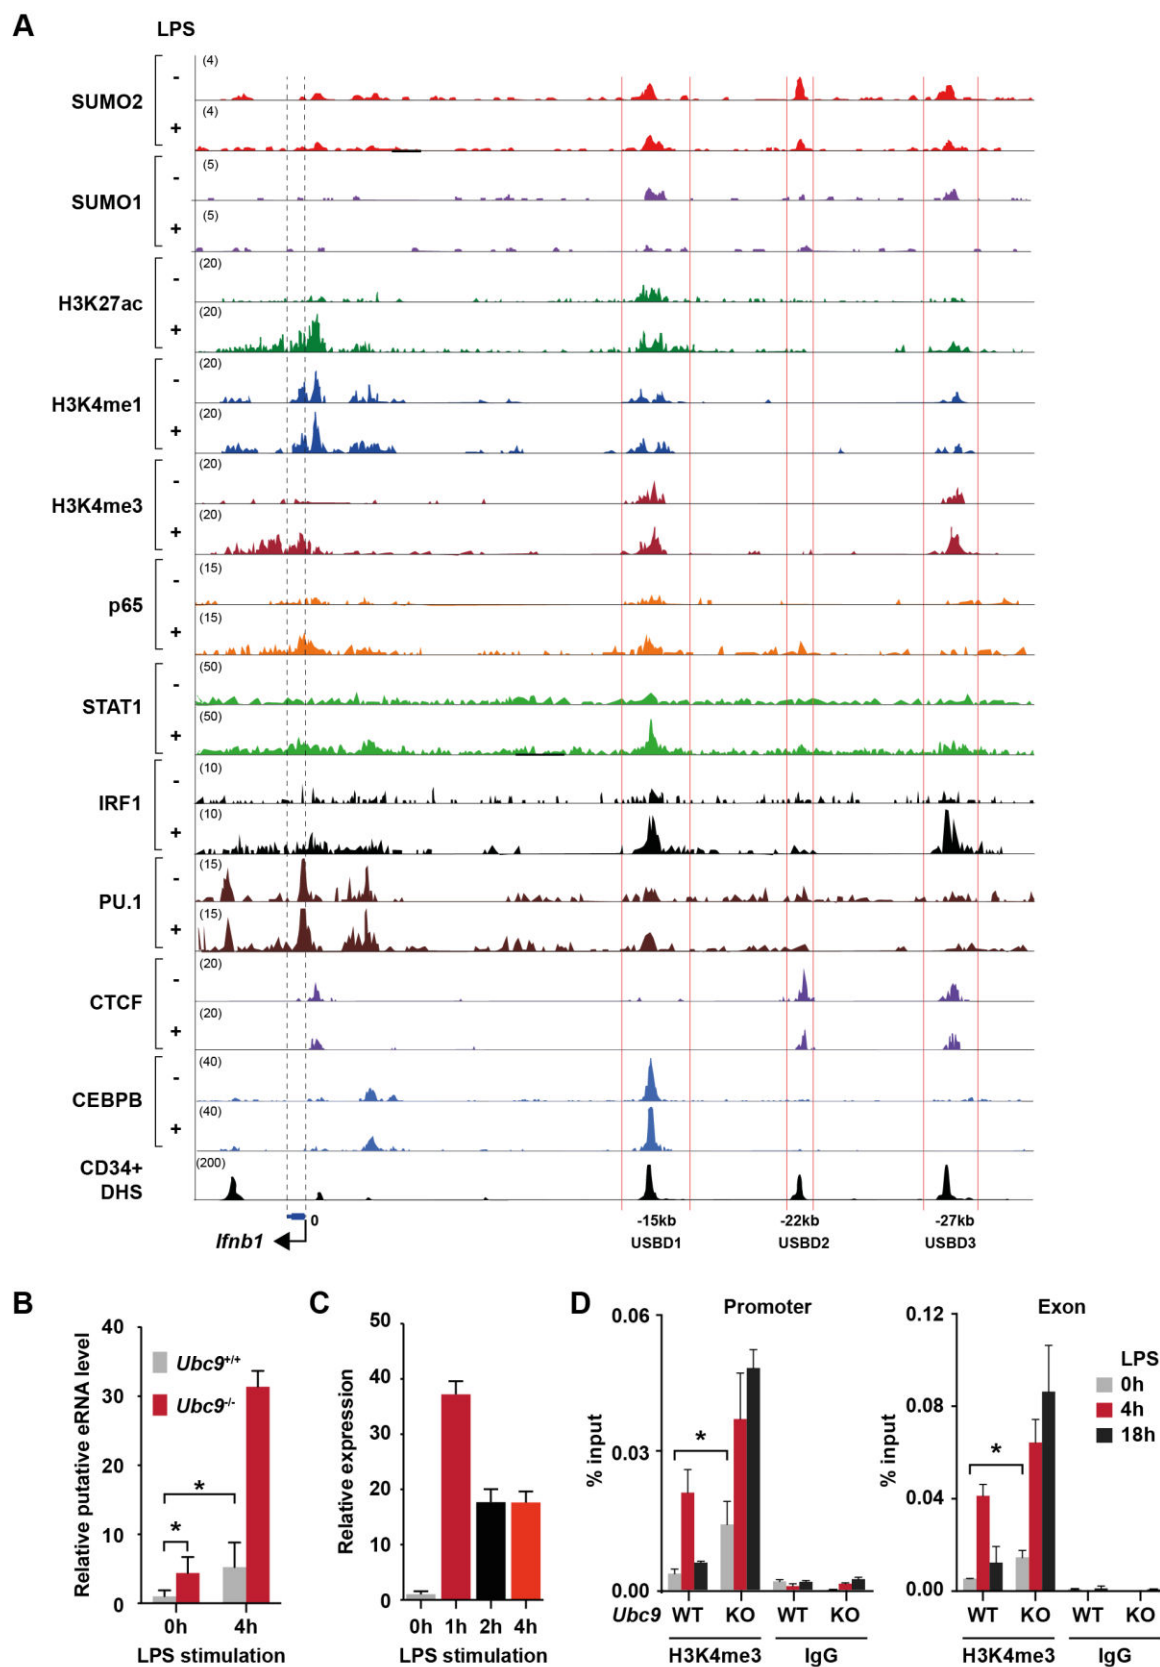 A
LPS
SUMO2
-
(4)
+
(4)
SUMO1
-
(5)
+
(5)
H3K27ac
-
(20)
+
(20)
H3K4me1
-
(20)
+
(20)
H3K4me3
-
(20)
+
(20)
p65
-
(15)
+
(15)
STAT1
-
(50)
+
(50)
IRF1
-
(10)
+
(10)
PU.1
-
(15)
+
(15)
CTCF
-
(20)
+
(20)
CEBPB
-
(40)
+
(40)
CD34+
DHS
(200)
Ifnb1
0
-15kb
USBD1
-22kb
USBD2
-27kb
USBD3
B
Relative putative eRNA level
40
30
20
10
0
Ubc9+/+
Ubc9-/-
*
*
0h 4h
LPS stimulation
C
Relative expression
50
40
30
20
10
0
0h 1h 2h 4h
LPS stimulation
D
Promoter
% input
0.06
0.03
0.00
*
Ubc9 WT KO WT KO
H3K4me3 IgG
Exon
% input
0.12
0.08
0.04
0.00
*
LPS
0h
4h
18h
WT KO WT KO
H3K4me3 IgG